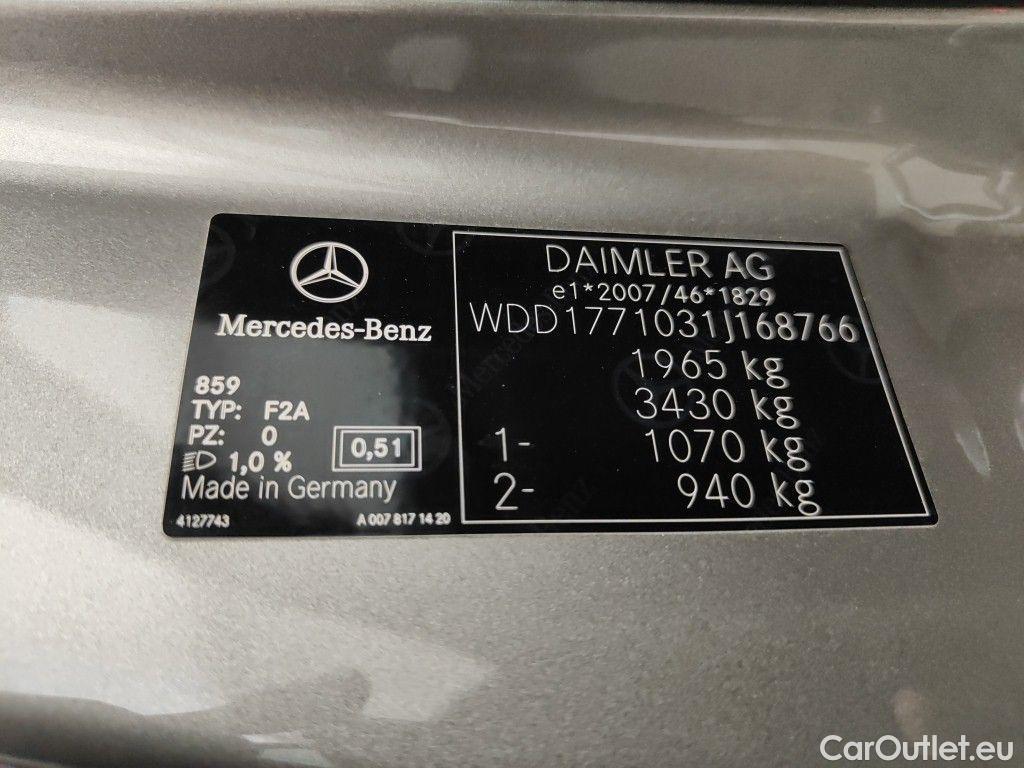 Mercedes-Benz
859
TYP: F2A
PZ: 0
1,0 %
0,51
Made in Germany
4127743
A 007 817 14 20
DAIMLER AG
e1*2007/46*1829
WDD1771031J168766
1965 kg
3430 kg
1- 1070 kg
2- 940 kg
CarOutlet.eu